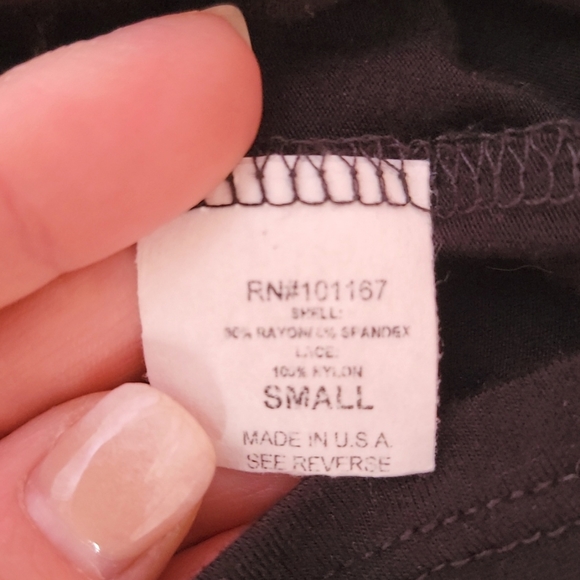 RN#101167
SHELL:
RAYON SPANDEX
LACE:
100% NYLON
SMALL
MADE IN U.S.A.
SEE REVERSE